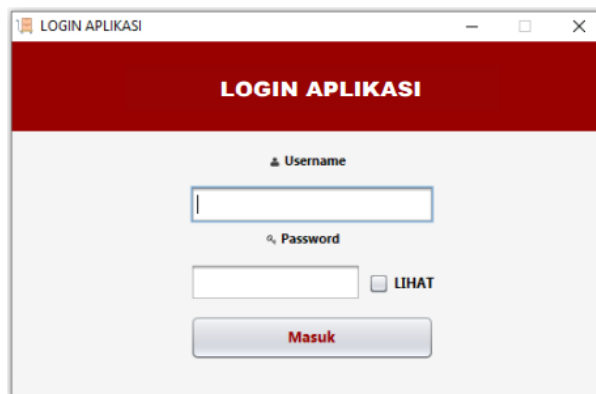 LOGIN APLIKASI
LOGIN APLIKASI
Username
Password
LIHAT
Masuk